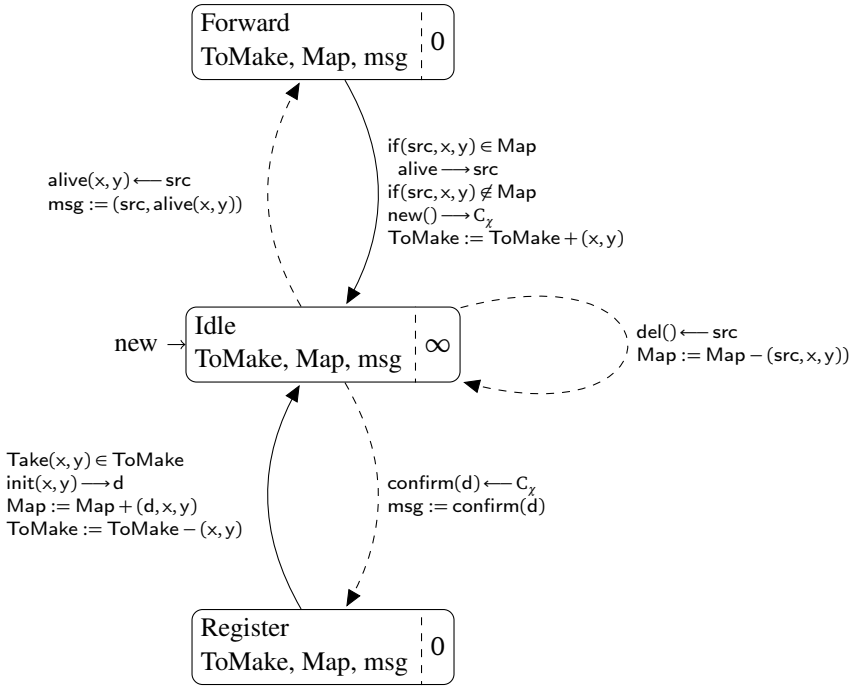 Forward
ToMake, Map, msg
0
alive(x, y) ⟵ src
msg := (src, alive(x, y))
if(src, x, y) ∈ Map
alive ⟶ src
if(src, x, y) ∉ Map
new() ⟶ Cχ
ToMake := ToMake + (x, y)
new
Idle
ToMake, Map, msg
∞
del() ⟵ src
Map := Map − (src, x, y))
Take(x, y) ∈ ToMake
init(x, y) ⟶ d
Map := Map + (d, x, y)
ToMake := ToMake − (x, y)
confirm(d) ⟵ Cχ
msg := confirm(d)
Register
ToMake, Map, msg
0